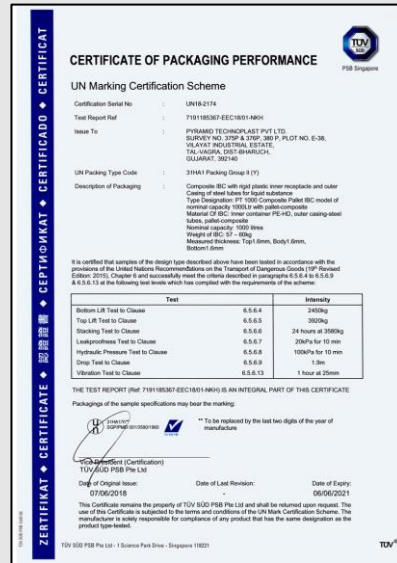 TÜV
SÜD
PSB Singapore
CERTIFICATE OF PACKAGING PERFORMANCE
UN Marking Certification Scheme
Certification Serial No : UN18-2174
Test Report Ref : 7191185367-EEC18/01-NKH
Issue To : PYRAMID TECHNOPLAST PVT LTD.
SURVEY NO. 375P & 376P, 380 P, PLOT NO. E-38,
VILAYAT INDUSTRIAL ESTATE,
TAL-VAGRA, DIST-BHARUCH,
GUJARAT, 392140
UN Packing Type Code : 31HA1 Packing Group II (Y)
Description of Packaging : Composite IBC with rigid plastic inner receptacle and outer
Casing of steel tubes for liquid substance
Type Designation: PT 1000 Composite Pallet IBC model of
nominal capacity 1000Ltr with pallet-composite
Material Of IBC: Inner container PE-HD, outer casing-steel
tubes, pallet-composite
Nominal capacity: 1000 litres
Weight of IBC: 57 – 60kg
Measured thickness: Top1.6mm, Body1.6mm,
Bottom1.6mm
It is certified that samples of the design type described above have been tested in accordance with the
provisions of the United Nations Recommendations on the Transport of Dangerous Goods (19th Revised
Edition: 2015), Chapter 6 and successfully meet the criteria described in paragraphs 6.5.6.4 to 6.5.6.9
& 6.5.6.13 at the following test levels which has complied with the requirements of the scheme:
Test Intensity
Bottom Lift Test to Clause 6.5.6.4 2450kg
Top Lift Test to Clause 6.5.6.5 3920kg
Stacking Test to Clause 6.5.6.6 24 hours at 3580kg
Leakproofness Test to Clause 6.5.6.7 20kPa for 10 min
Hydraulic Pressure Test to Clause 6.5.6.8 100kPa for 10 min
Drop Test to Clause 6.5.6.9 1.9m
Vibration Test to Clause 6.5.6.13 1 hour at 25mm
THE TEST REPORT (Ref: 7191185367-EEC18/01-NKH) IS AN INTEGRAL PART OF THIS CERTIFICATE
Packagings of the sample specifications may bear the marking:
** To be replaced by the last two digits of the year of
manufacture
Vice President (Certification)
TÜV SÜD PSB Pte Ltd
Date of Original Issue: Date of Last Revision: Date of Expiry:
07/06/2018 - 06/06/2021
This Certificate remains the property of TÜV SÜD PSB Pte Ltd and shall be returned upon request. The
use of this Certificate is subjected to the terms and conditions of the UN Mark Certification Scheme. The
manufacturer is solely responsible for compliance of any product that has the same designation as the
product type-tested.
TÜV SÜD PSB Pte Ltd - 1 Science Park Drive - Singapore 118221
TÜV®
ZERTIFIKAT ◆ CERTIFICATE ◆ 認證證書 ◆ СЕРТИФИКАТ ◆ CERTIFICADO ◆ CERTIFICAT